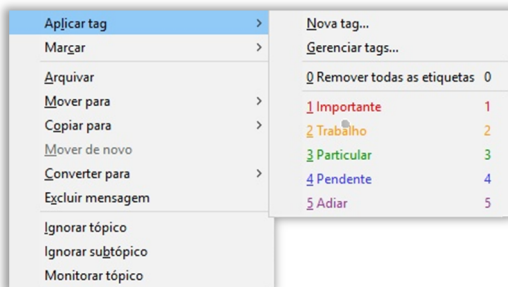 Aplicar tag
Marcar
Arquivar
Mover para
Copiar para
Mover de novo
Converter para
Excluir mensagem
Ignorar tópico
Ignorar subtópico
Monitorar tópico
Nova tag...
Gerenciar tags...
0 Remover todas as etiquetas 0
1 Importante 1
2 Trabalho 2
3 Particular 3
4 Pendente 4
5 Adiar 5